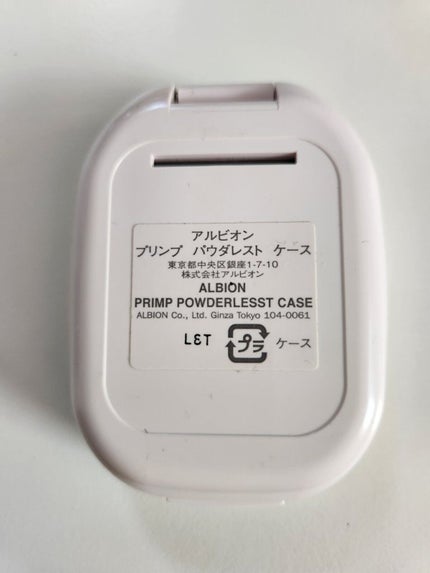 アルビオン
プリンプ パウダレスト ケース
東京都中央区銀座1-7-10
株式会社アルビオン
ALBION
PRIMP POWDERLESST CASE
ALBION Co., Ltd. Ginza Tokyo 104-0061
L8T プラ ケース